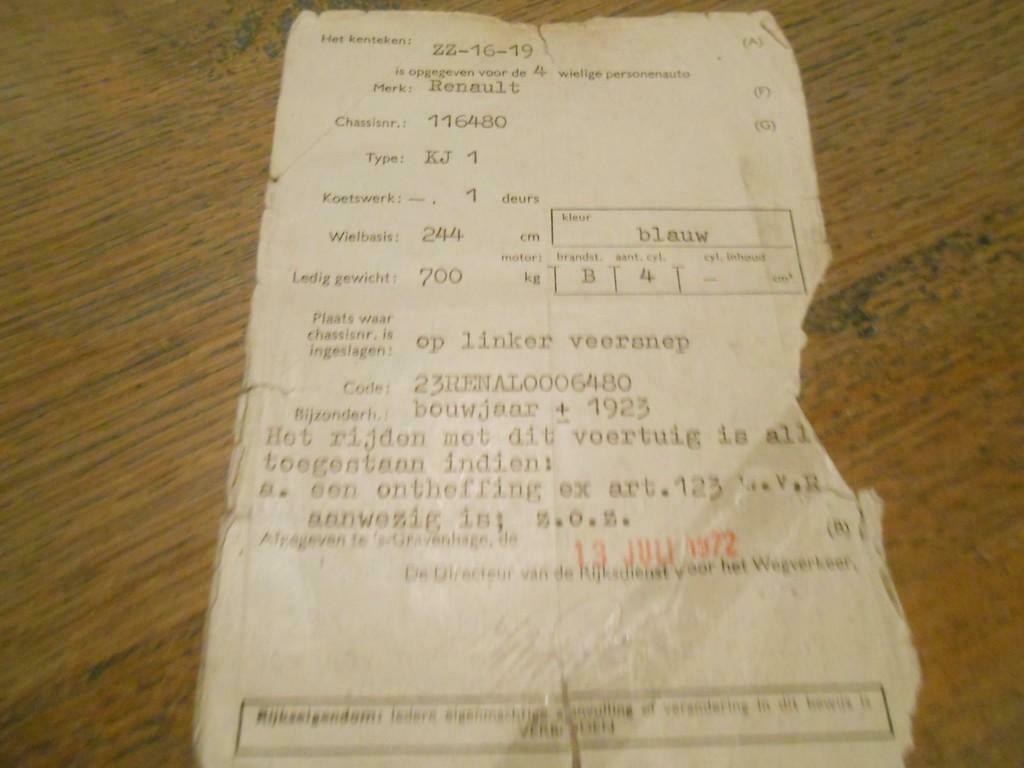 Het kenteken: ZZ-16-19 (A)
is opgegeven voor de 4 wielige personenauto
Merk: Renault (F)
Chassisnr.: 116480 (G)
Type: KJ 1
Koetswerk: —. 1 deurs
kleur
Wielbasis: 244 cm blauw
motor: brandst. aant. cyl. cyl. inhoud
Ledig gewicht: 700 kg B 4 — cm³
Plaats waar
chassisnr. is
ingeslagen: op linker veersnep
Code: 23RENAL0006480
Bijzonderh.: bouwjaar ± 1923
Het rijden met dit voertuig is all
toegestaan indien:
a. een ontheffing ex art.123 W.V.R
aanwezig is; z.o.z. (B)
Afgegeven te 's-Gravenhage, de 13 JULI 1972
De Directeur van de Rijksdienst voor het Wegverkeer,
Rijkseigendom: Iedere eigenmachtige aanvulling of verandering in dit bewijs is
VERBODEN